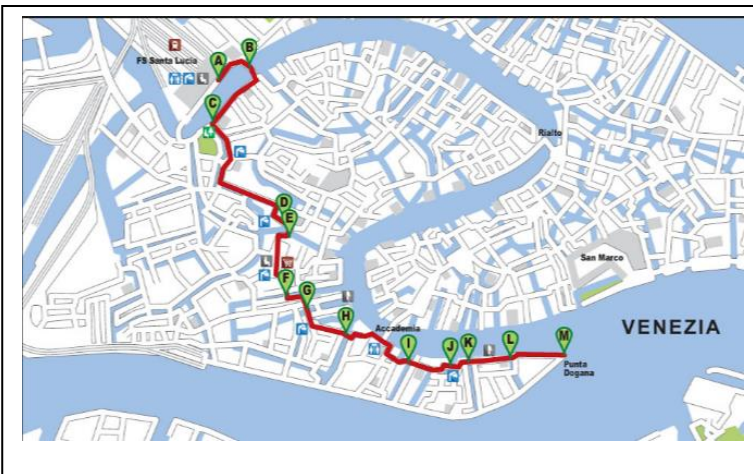 FS Santa Lucia
A
B
C
Rialto
D
E
San Marco
F
G
H
Accademia
VENEZIA
I
J
K
L
M
Punta
Dogana